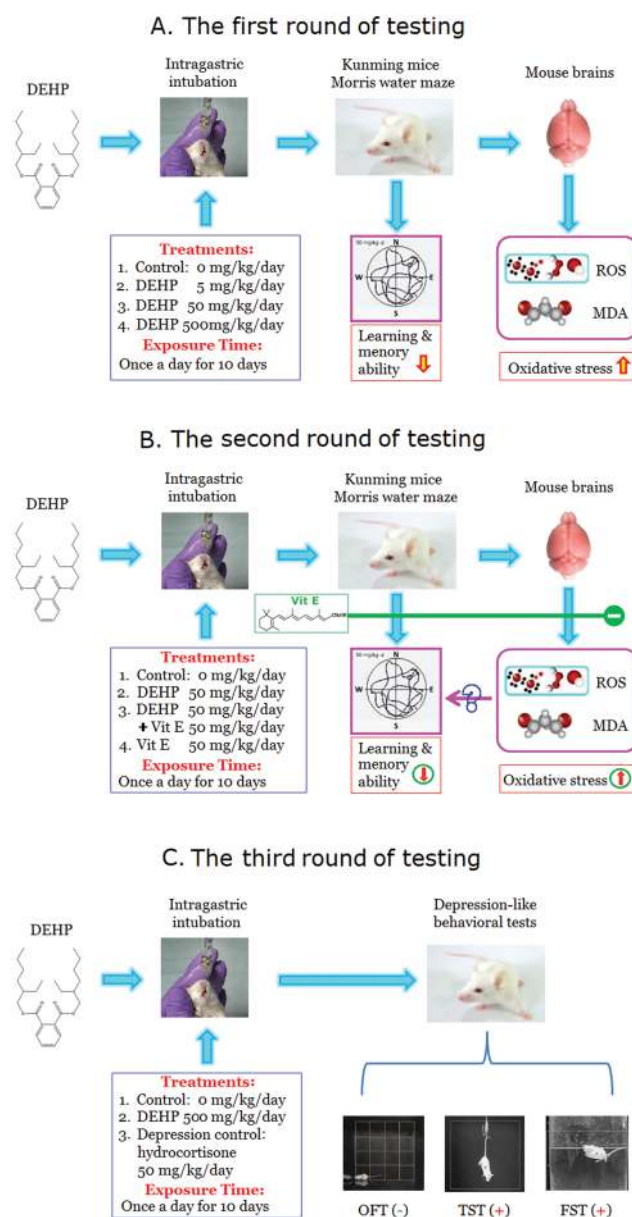 A. The first round of testing
Intragastric
intubation
Kunming mice
Morris water maze
Mouse brains
DEHP
Treatments:
1. Control: 0 mg/kg/day
2. DEHP 5 mg/kg/day
3. DEHP 50 mg/kg/day
4. DEHP 500mg/kg/day
Exposure Time:
Once a day for 10 days
N
W E
S
Learning &
menory
ability
ROS
MDA
Oxidative stress
B. The second round of testing
Intragastric
intubation
Kunming mice
Morris water maze
Mouse brains
DEHP
Vit E
Treatments:
1. Control: 0 mg/kg/day
2. DEHP 50 mg/kg/day
3. DEHP 50 mg/kg/day
+ Vit E 50 mg/kg/day
4. Vit E 50 mg/kg/day
Exposure Time:
Once a day for 10 days
N
W E
S
?
Learning &
menory
ability
ROS
MDA
Oxidative stress
C. The third round of testing
Intragastric
intubation
Depression-like
behavioral tests
DEHP
Treatments:
1. Control: 0 mg/kg/day
2. DEHP 500 mg/kg/day
3. Depression control:
hydrocortisone
50 mg/kg/day
Exposure Time:
Once a day for 10 days
OFT (-) TST (+) FST (+)